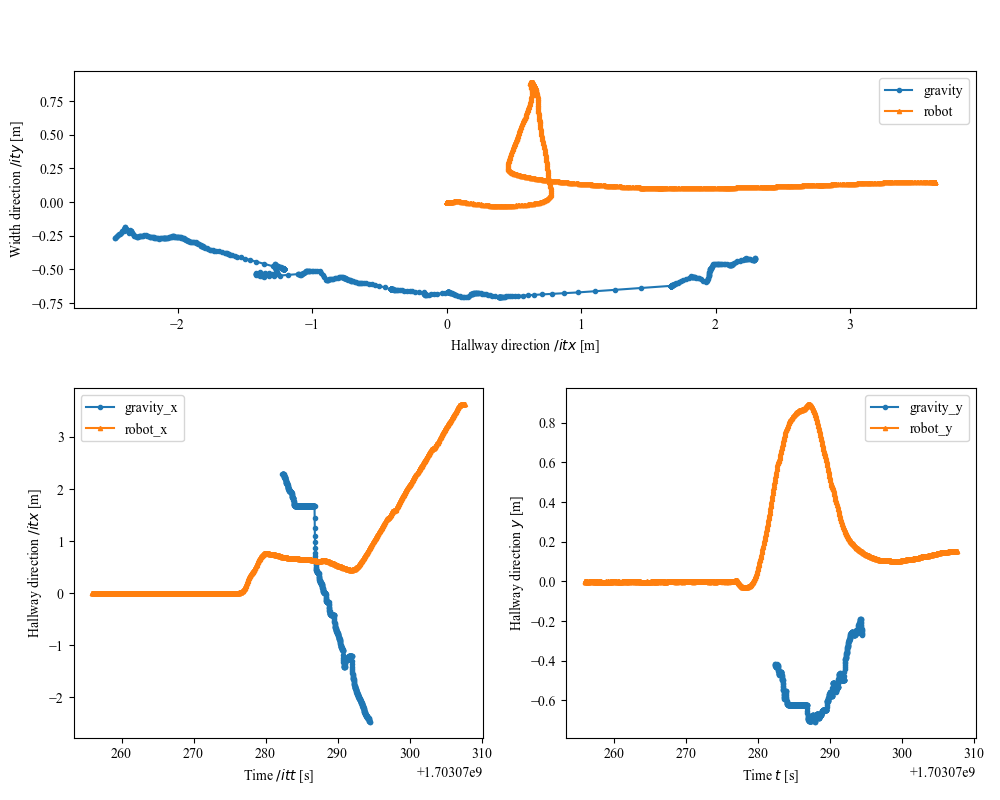 gravity
robot
0.75
0.50
0.25
0.00
−0.25
−0.50
−0.75
Width direction /ity [m]
−2 −1 0 1 2 3
Hallway direction /itx [m]
gravity_x
robot_x
3
2
1
0
−1
−2
Hallway direction /itx [m]
260 270 280 290 300 310
Time /itt [s]
+1.70307e9
gravity_y
robot_y
0.8
0.6
0.4
0.2
0.0
−0.2
−0.4
−0.6
Hallway direction y [m]
260 270 280 290 300 310
Time t [s]
+1.70307e9